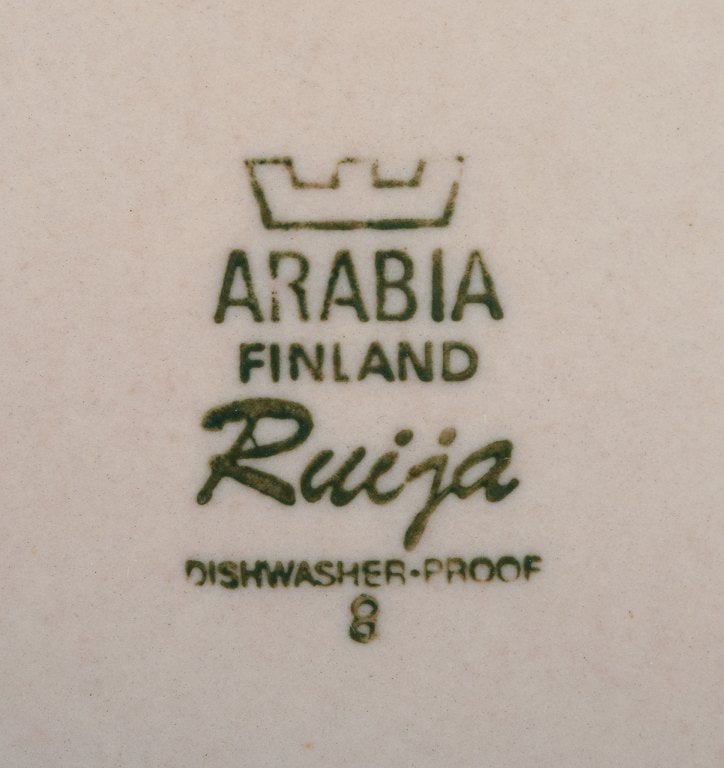 ARABIA
FINLAND
Ruija
DISHWASHER-PROOF
8